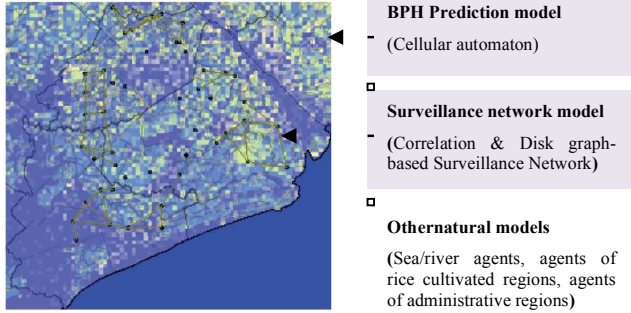 BPH Prediction model
(Cellular automaton)
Surveillance network model
(Correlation & Disk graph-
based Surveillance Network)
Othernatural models
(Sea/river agents, agents of
rice cultivated regions, agents
of administrative regions)